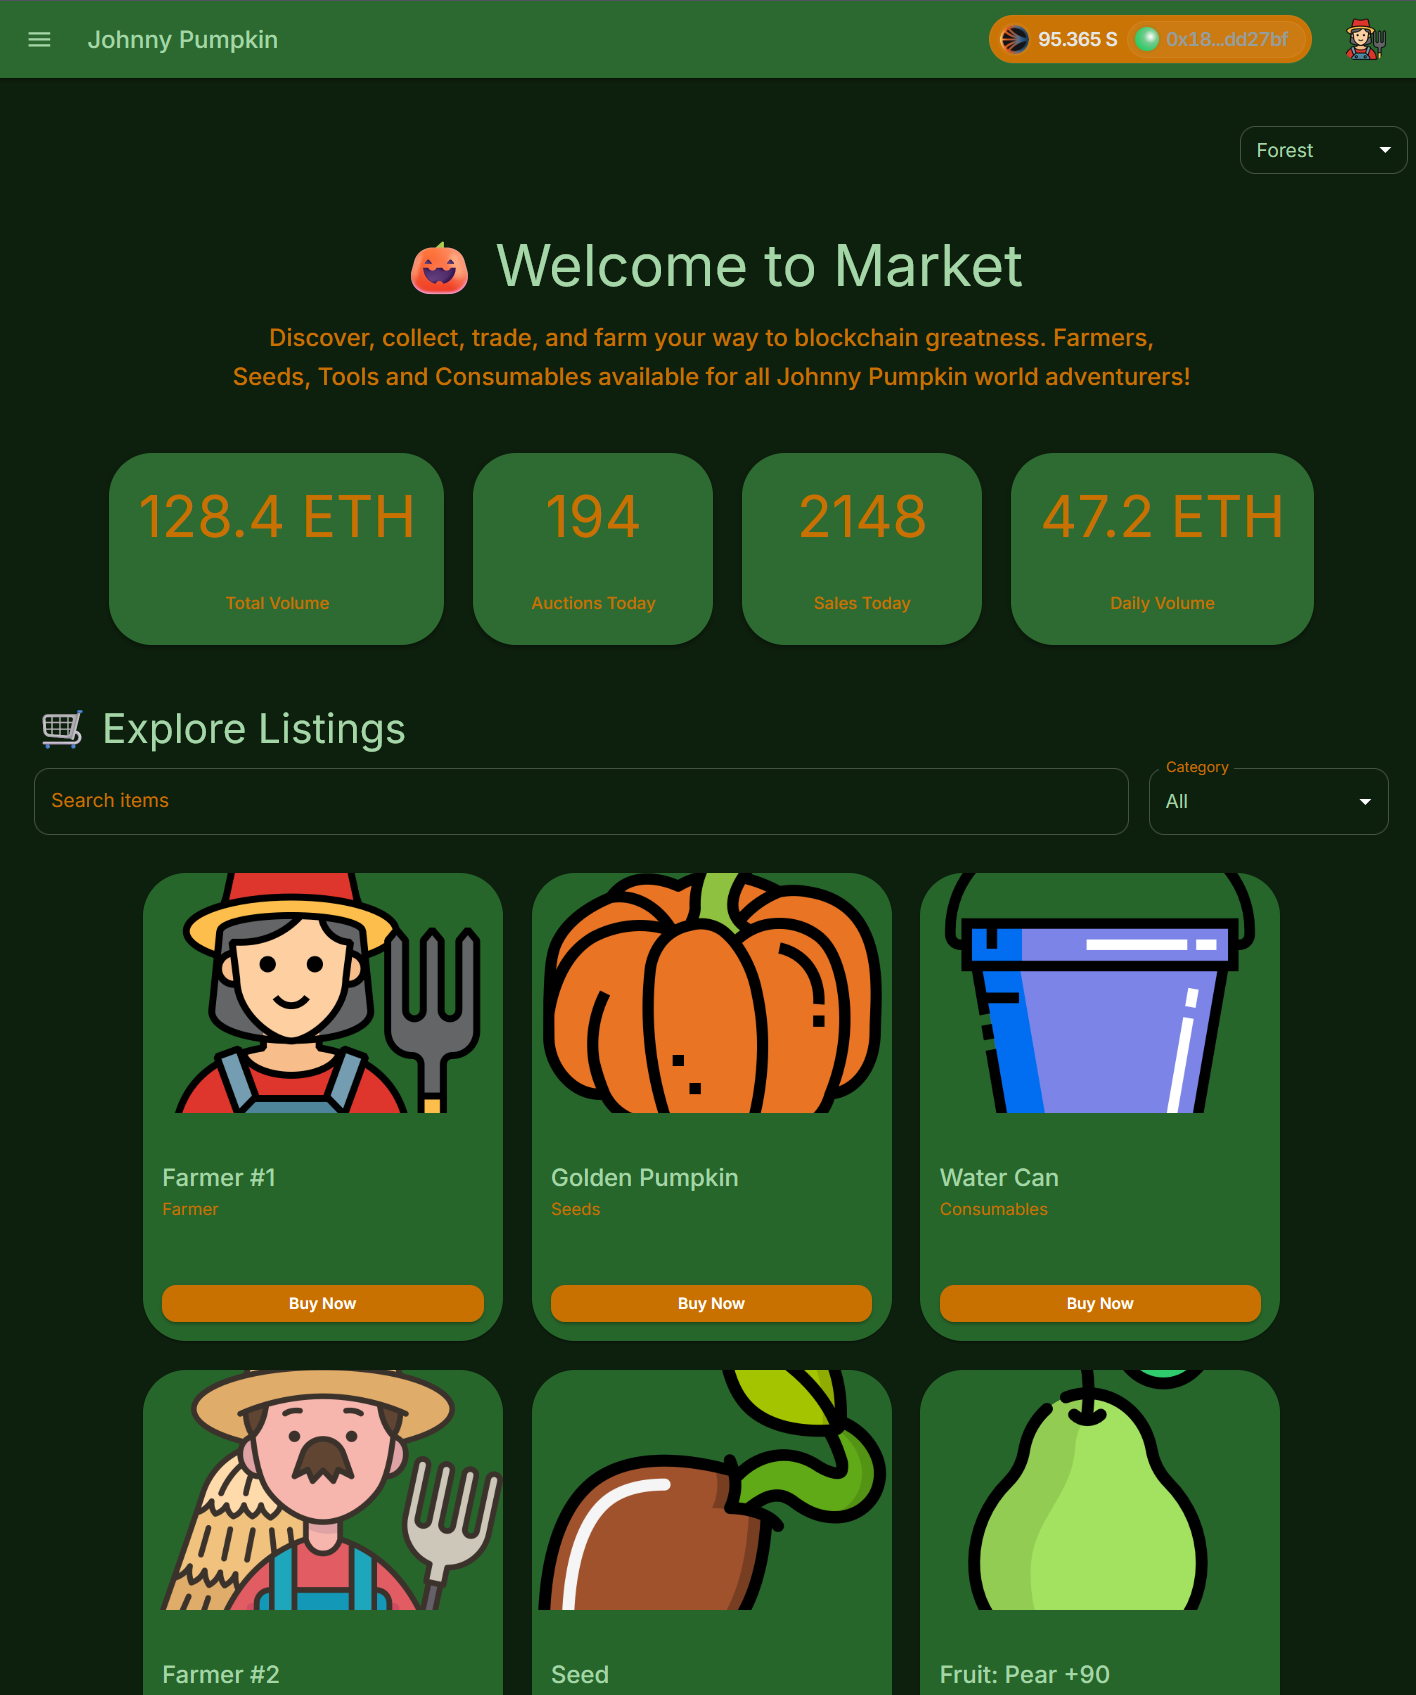 Johnny Pumpkin
95.365 S
0x18...dd27bf
Forest
Welcome to Market
Discover, collect, trade, and farm your way to blockchain greatness. Farmers,
Seeds, Tools and Consumables available for all Johnny Pumpkin world adventurers!
128.4 ETH
Total Volume
194
Auctions Today
2148
Sales Today
47.2 ETH
Daily Volume
Explore Listings
Search items
Category
All
Farmer #1
Farmer
Buy Now
Golden Pumpkin
Seeds
Buy Now
Water Can
Consumables
Buy Now
Farmer #2
Seed
Fruit: Pear +90